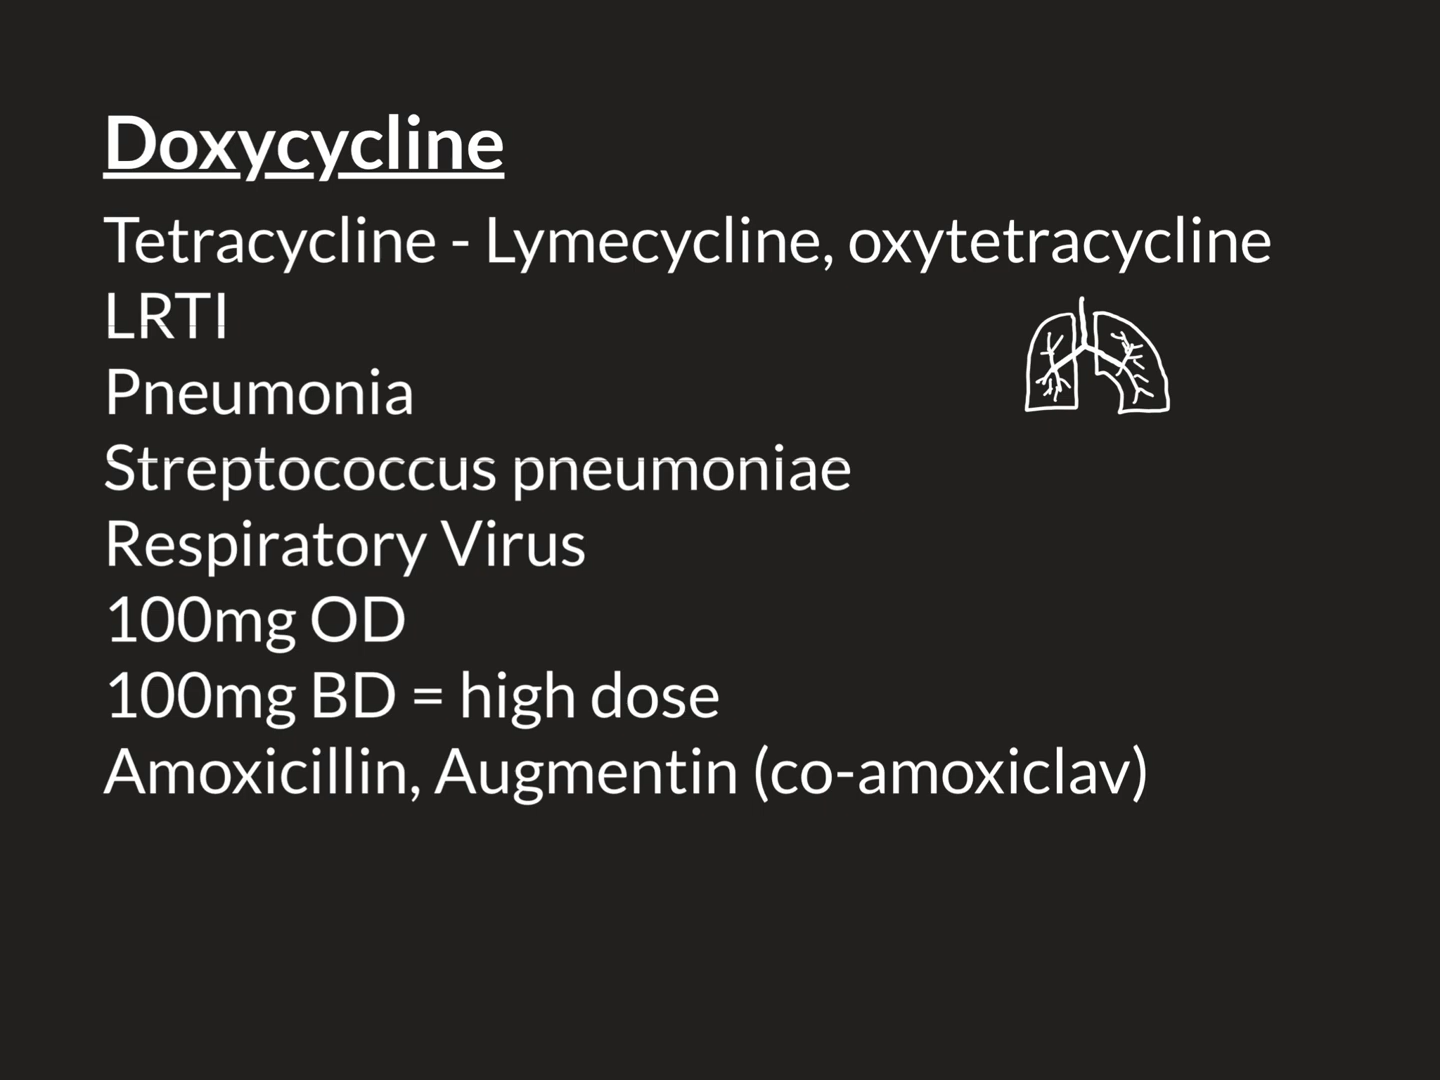 Doxycycline
Tetracycline - Lymecycline, oxytetracycline
LRTI
Pneumonia
Streptococcus pneumoniae
Respiratory Virus
100mg OD
100mg BD = high dose
Amoxicillin, Augmentin (co-amoxiclav)